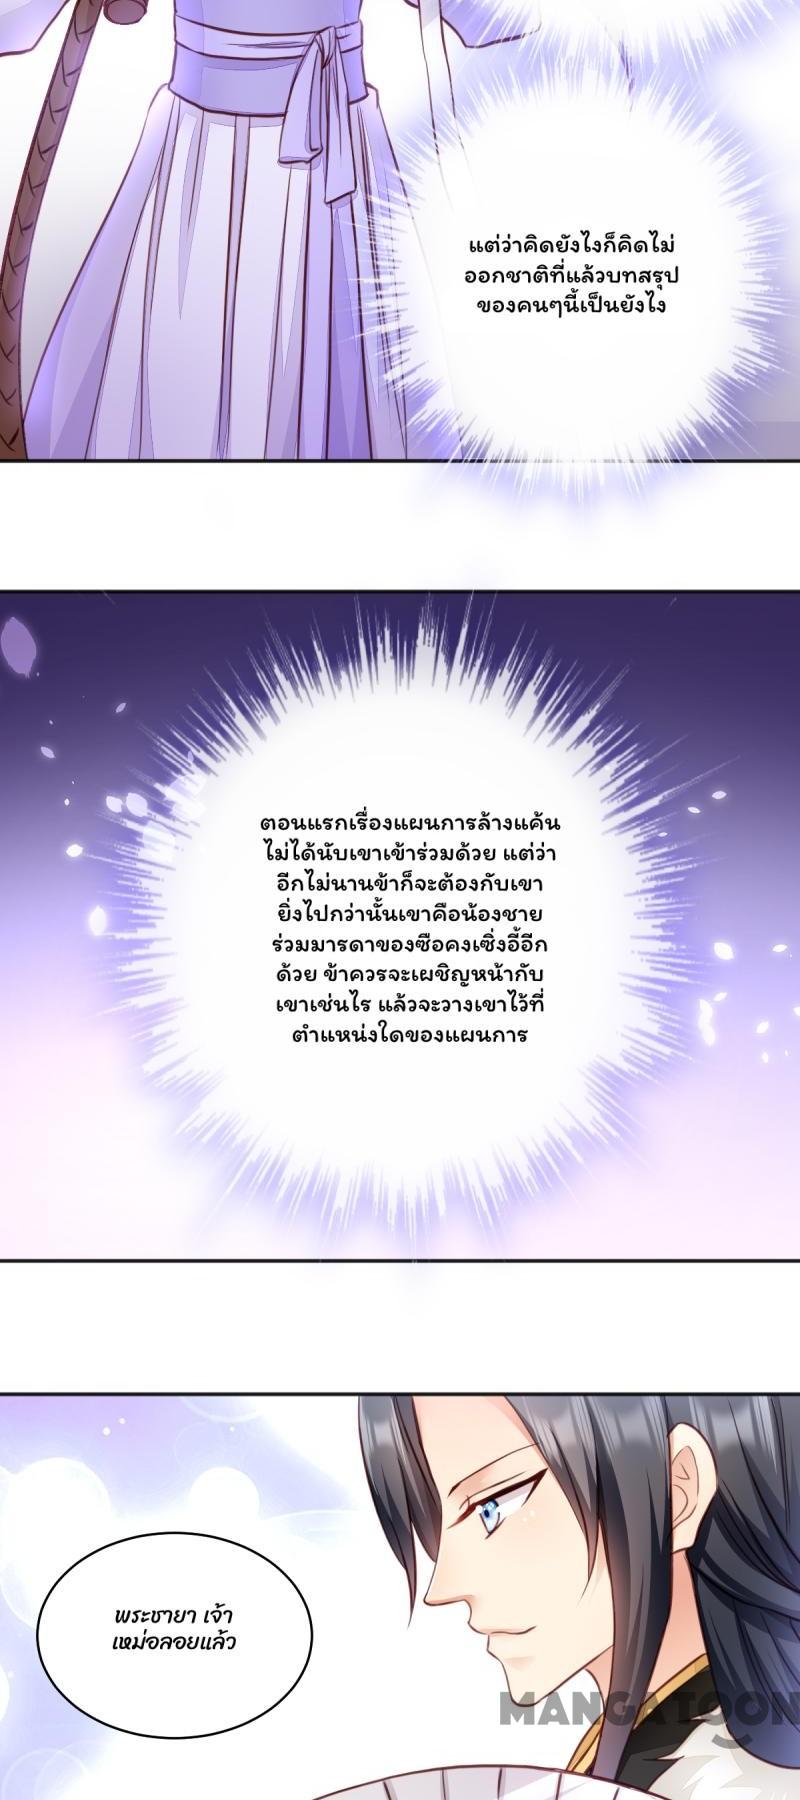 แต่ว่าคิดยังไงก็คิดไม่
ออกชาติที่แล้วบทสรุป
ของคนๆนี้เป็นยังไง
ตอนแรกเรื่องแผนการล้างแค้น
ไม่ได้นับเขาเข้าร่วมด้วย แต่ว่า
อีกไม่นานข้าก็จะต้องกับเขา
ยิ่งไปกว่านั้นเขาคือน้องชาย
ร่วมมารดาของซือคงเซิ่งอี้อีก
ด้วย ข้าควรจะเผชิญหน้ากับ
เขาเช่นไร แล้วจะวางเขาไว้ที่
ตำแหน่งใดของแผนการ
พระชายา เจ้า
เหม่อลอยแล้ว
MANGATOON